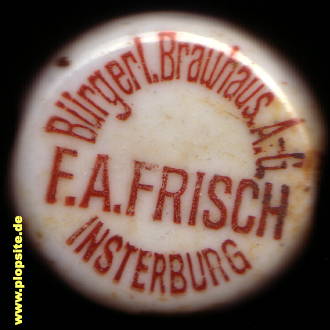 Bürgerl. Brauhaus. A-G.
F.A. FRISCH
INSTERBURG
www.plopsite.de